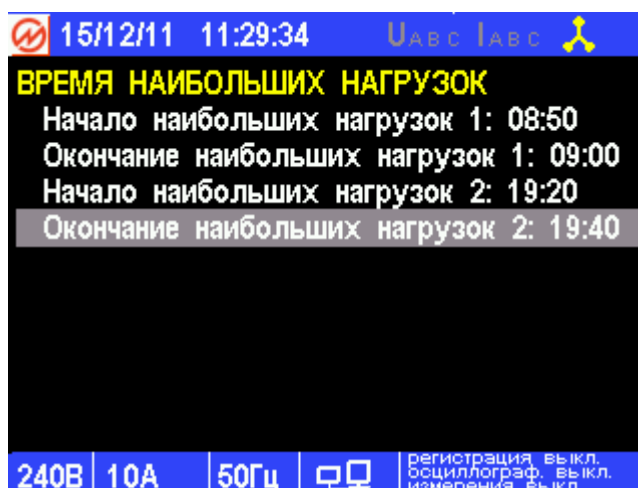 15/12/11 11:29:34 UABC IABC
ВРЕМЯ НАИБОЛЬШИХ НАГРУЗОК
Начало наибольших нагрузок 1: 08:50
Окончание наибольших нагрузок 1: 09:00
Начало наибольших нагрузок 2: 19:20
Окончание наибольших нагрузок 2: 19:40
240В 10А 50Гц
регистрация выкл.
осциллограф. выкл.
измерения выкл